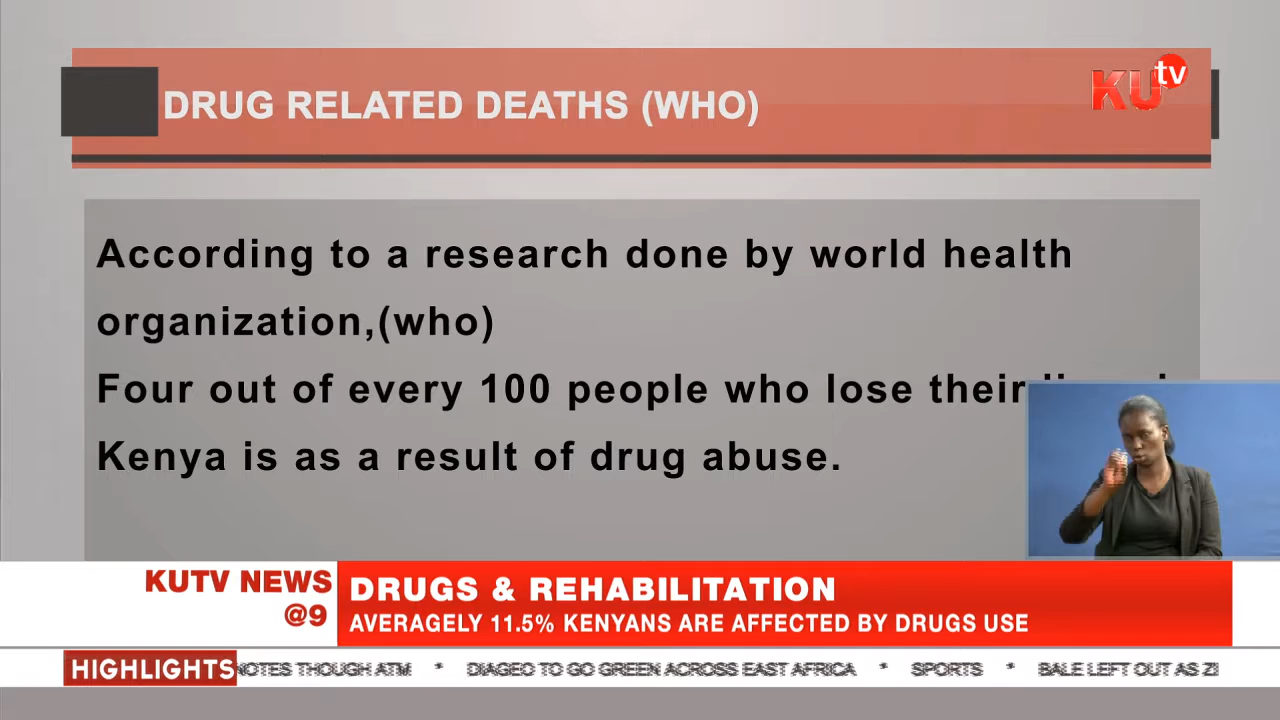 DRUG RELATED DEATHS (WHO)
KU tv
According to a research done by world health
organization,(who)
Four out of every 100 people who lose their
Kenya is as a result of drug abuse.
KUTV NEWS
@9
DRUGS & REHABILITATION
AVERAGELY 11.5% KENYANS ARE AFFECTED BY DRUGS USE
HIGHLIGHTS NOTES THOUGH ATM * DIAGEO TO GO GREEN ACROSS EAST AFRICA * SPORTS * BALE LEFT OUT AS